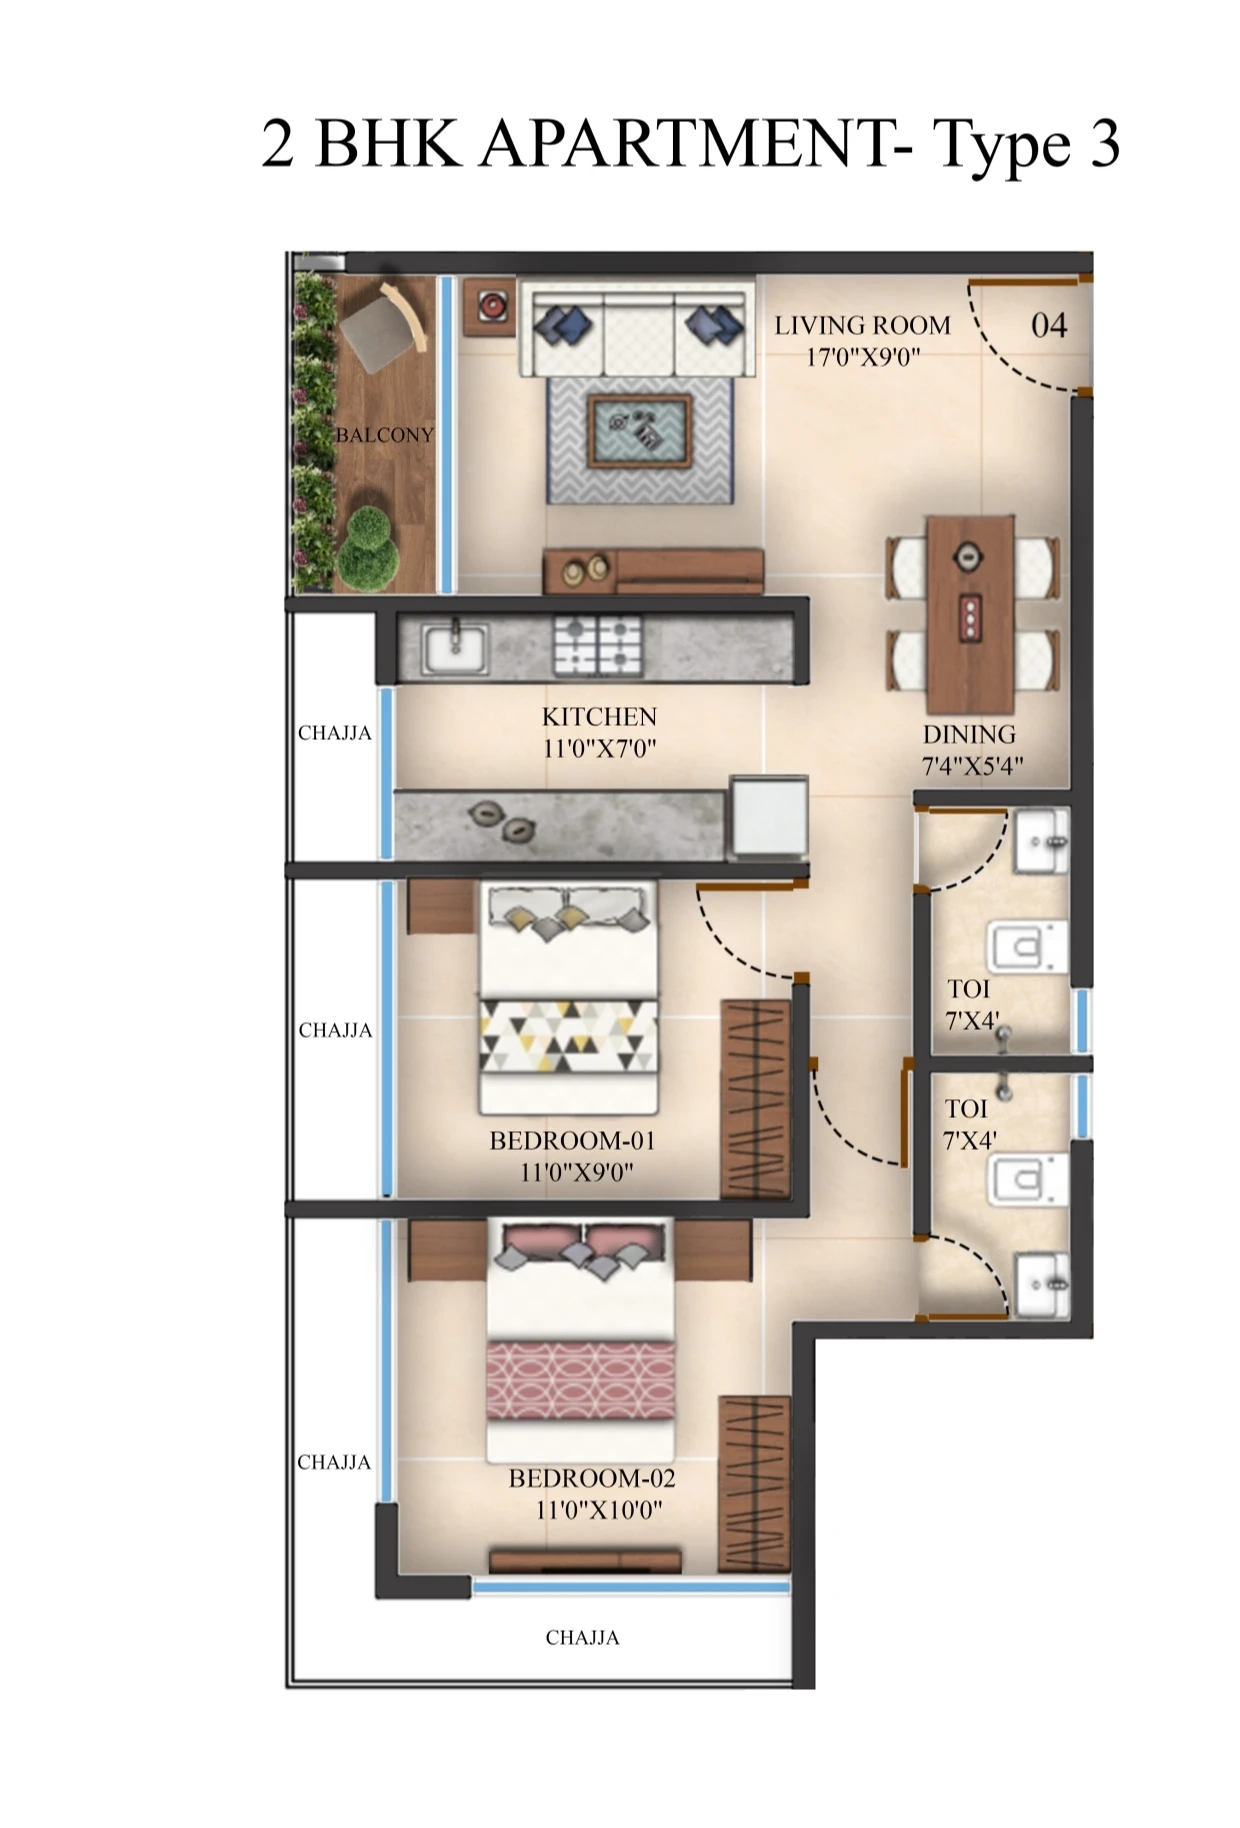 2 BHK APARTMENT- Type 3
LIVING ROOM
17'0"X9'0"
04
BALCONY
KITCHEN
11'0"X7'0"
CHAJJA
DINING
7'4"X5'4"
TOI
7'X4'
CHAJJA
TOI
7'X4'
BEDROOM-01
11'0"X9'0"
CHAJJA
BEDROOM-02
11'0"X10'0"
CHAJJA